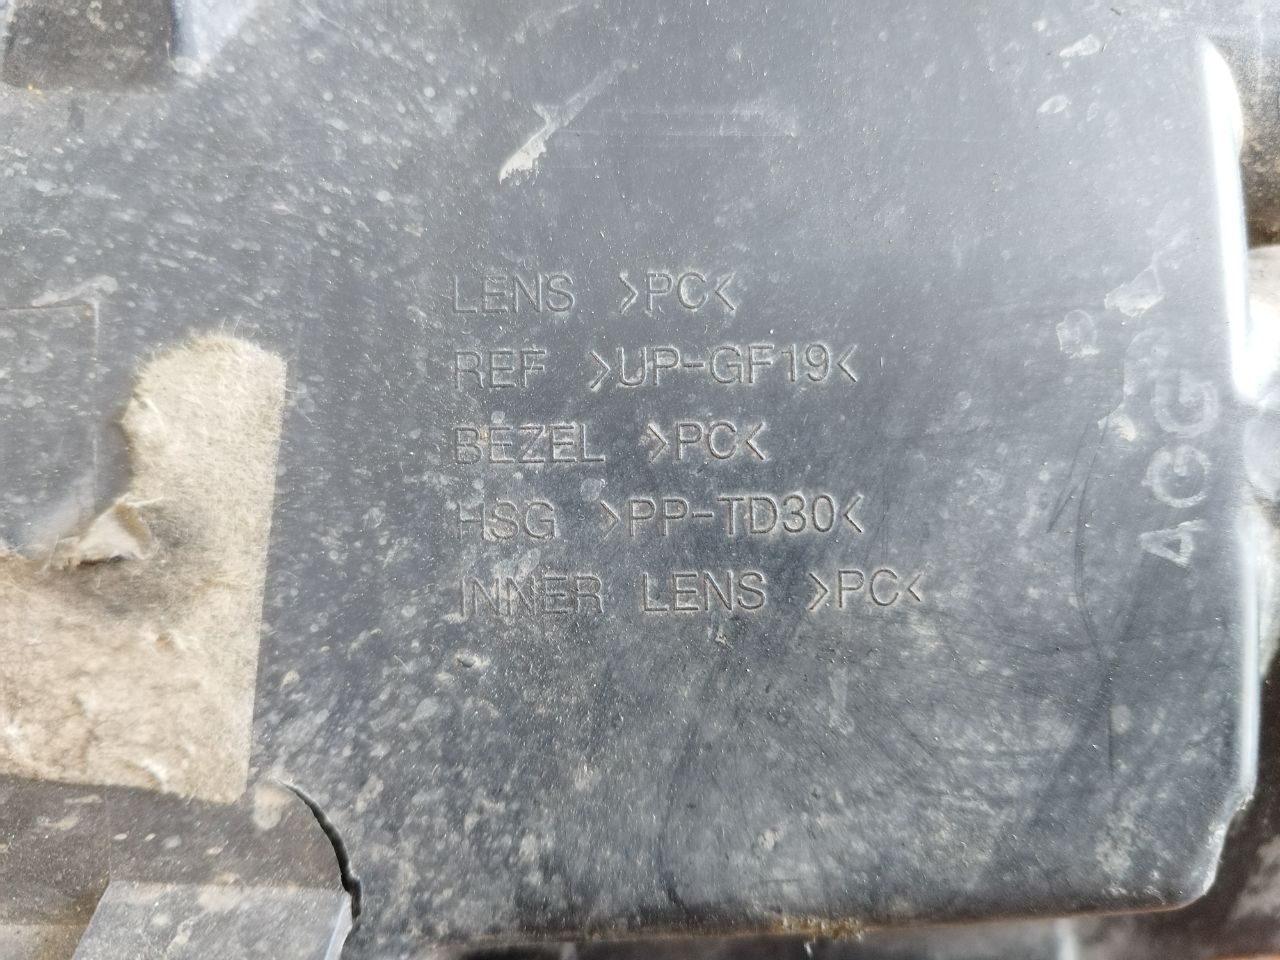 LENS >PC<
REF >UP-GF19<
BEZEL >PC<
HSG >PP-TD30<
INNER LENS >PC<